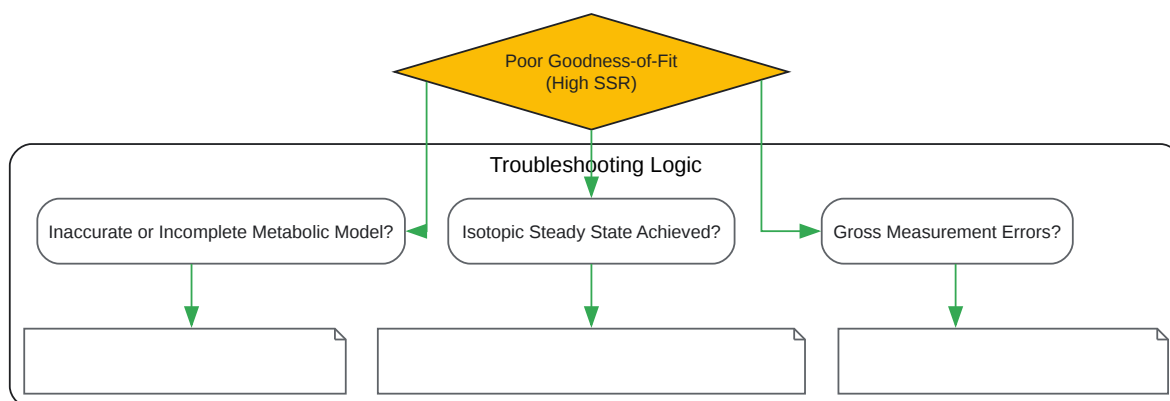 Poor Goodness-of-Fit
(High SSR)
Troubleshooting Logic
Inaccurate or Incomplete Metabolic Model?
Isotopic Steady State Achieved?
Gross Measurement Errors?